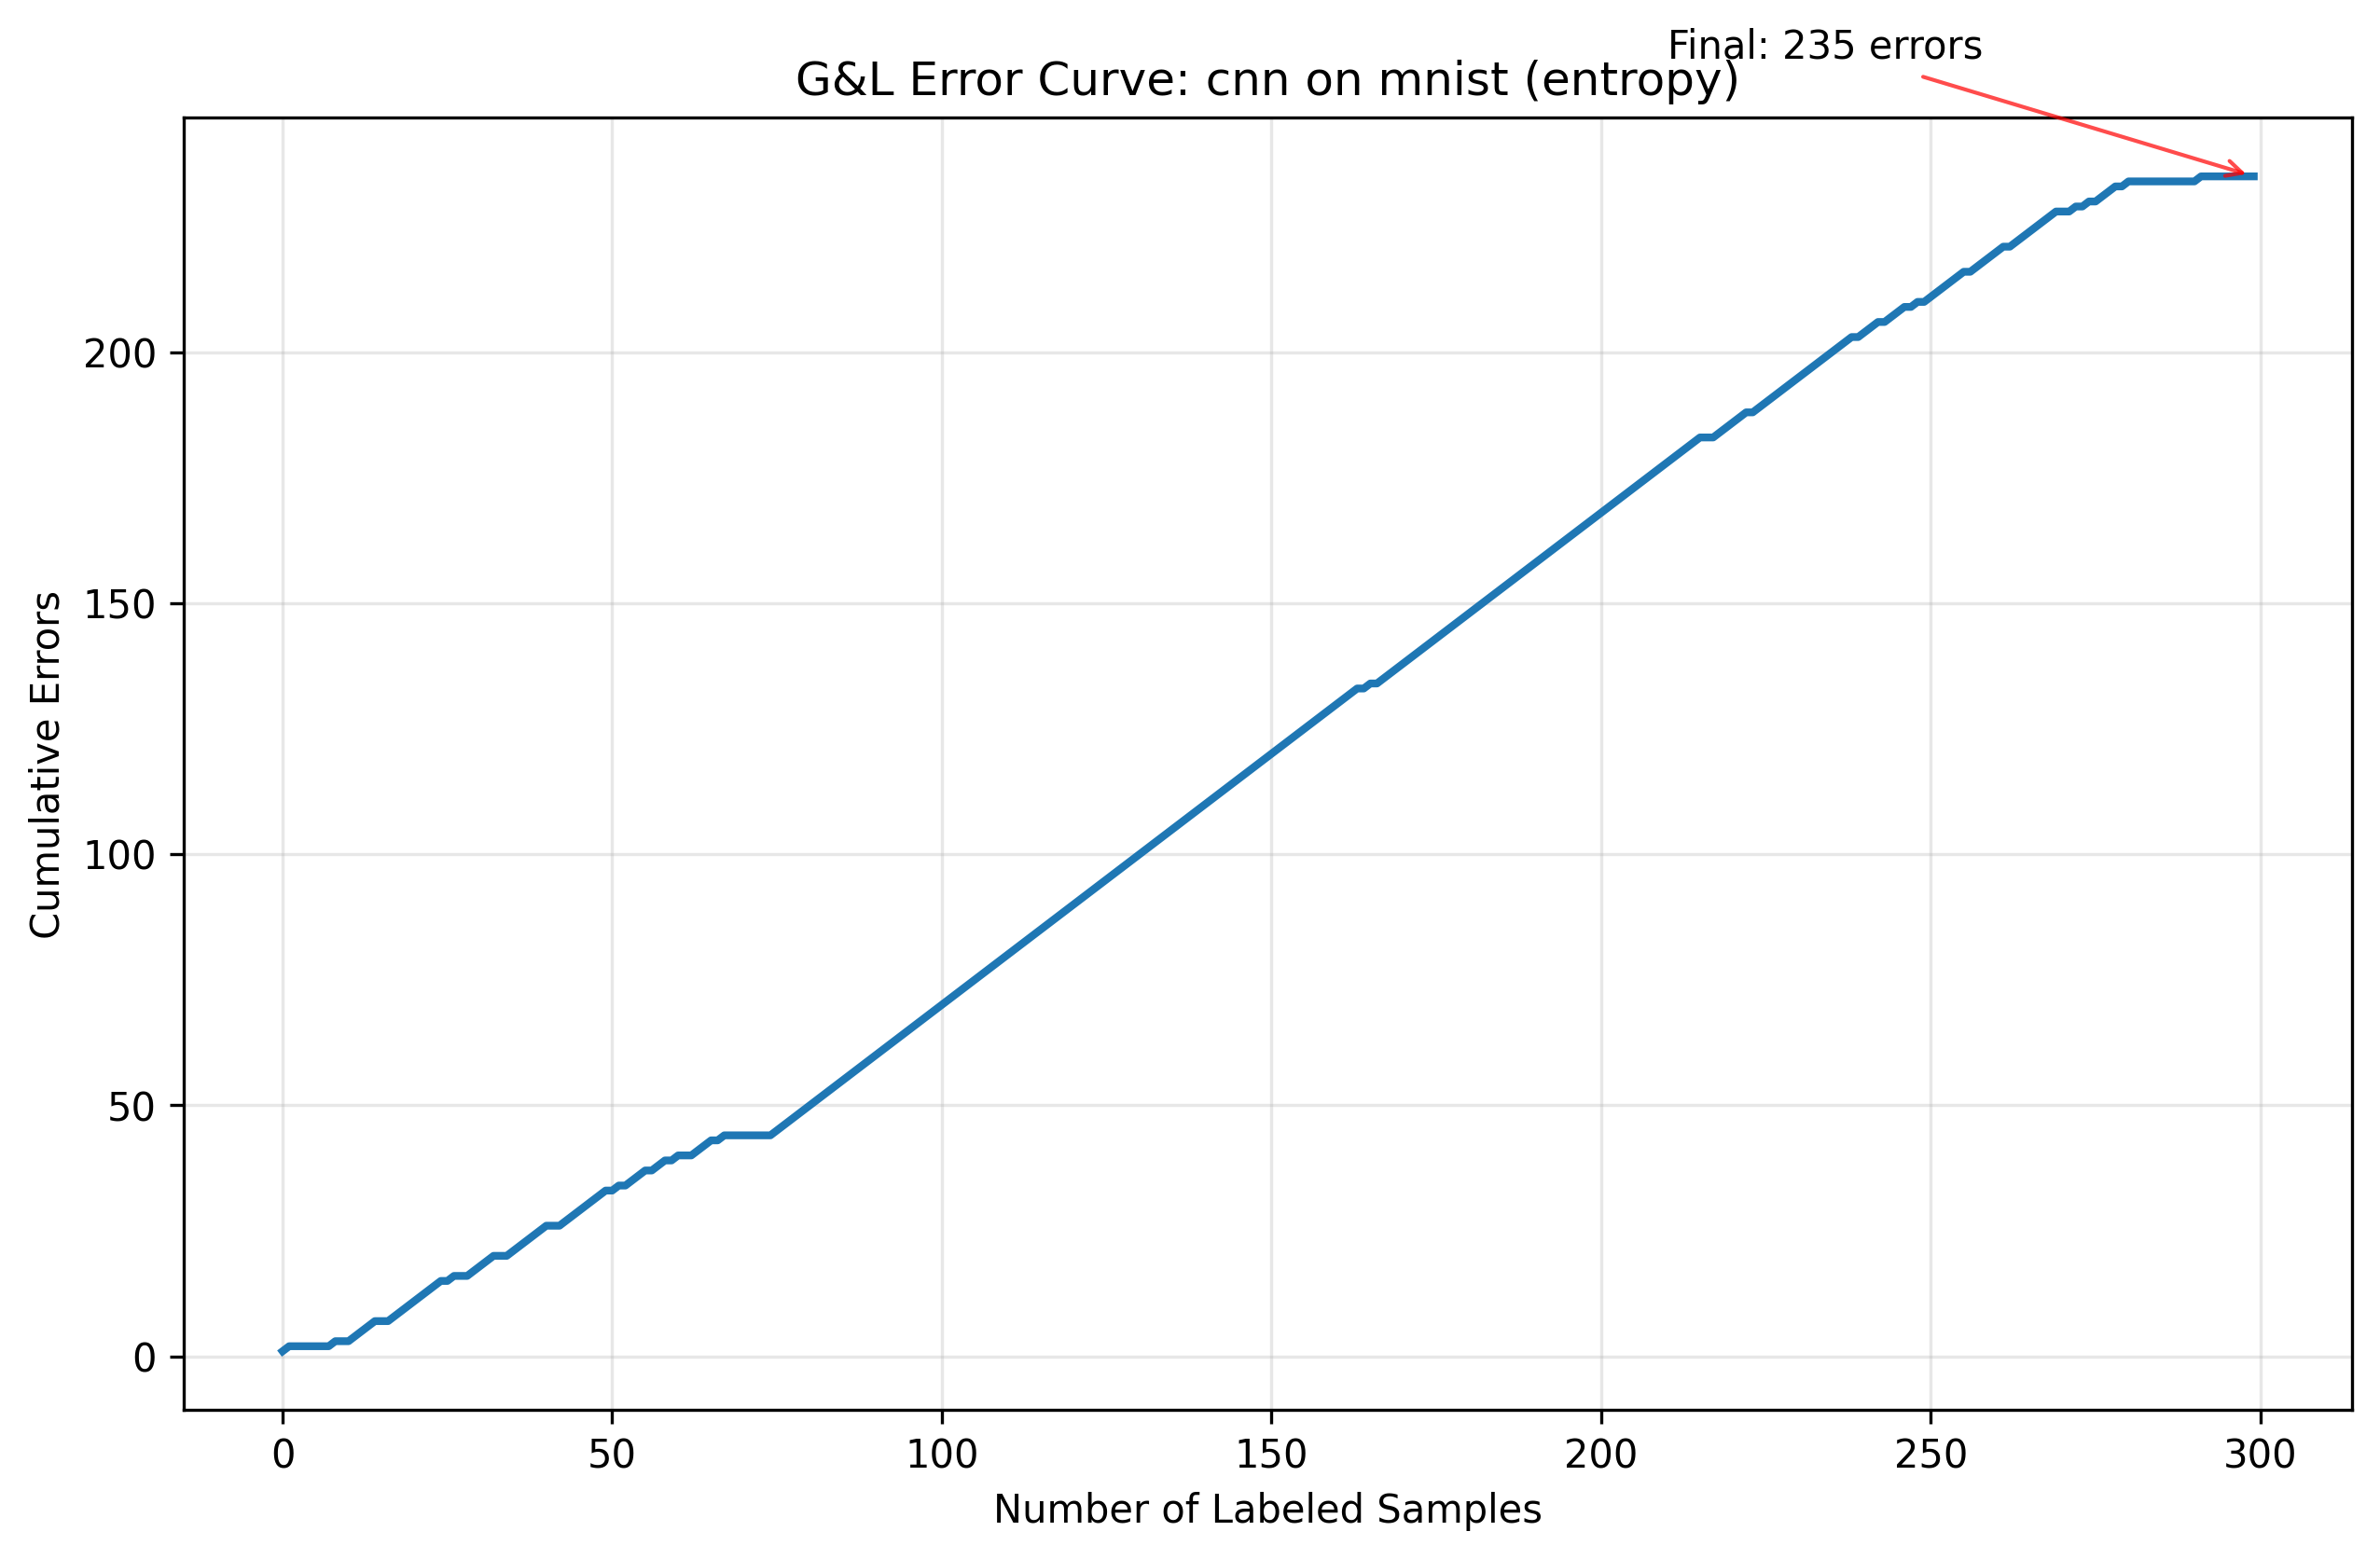 Final: 235 errors
G&L Error Curve: cnn on mnist (entropy)
Cumulative Errors
200
150
100
50
0
0 50 100 150 200 250 300
Number of Labeled Samples